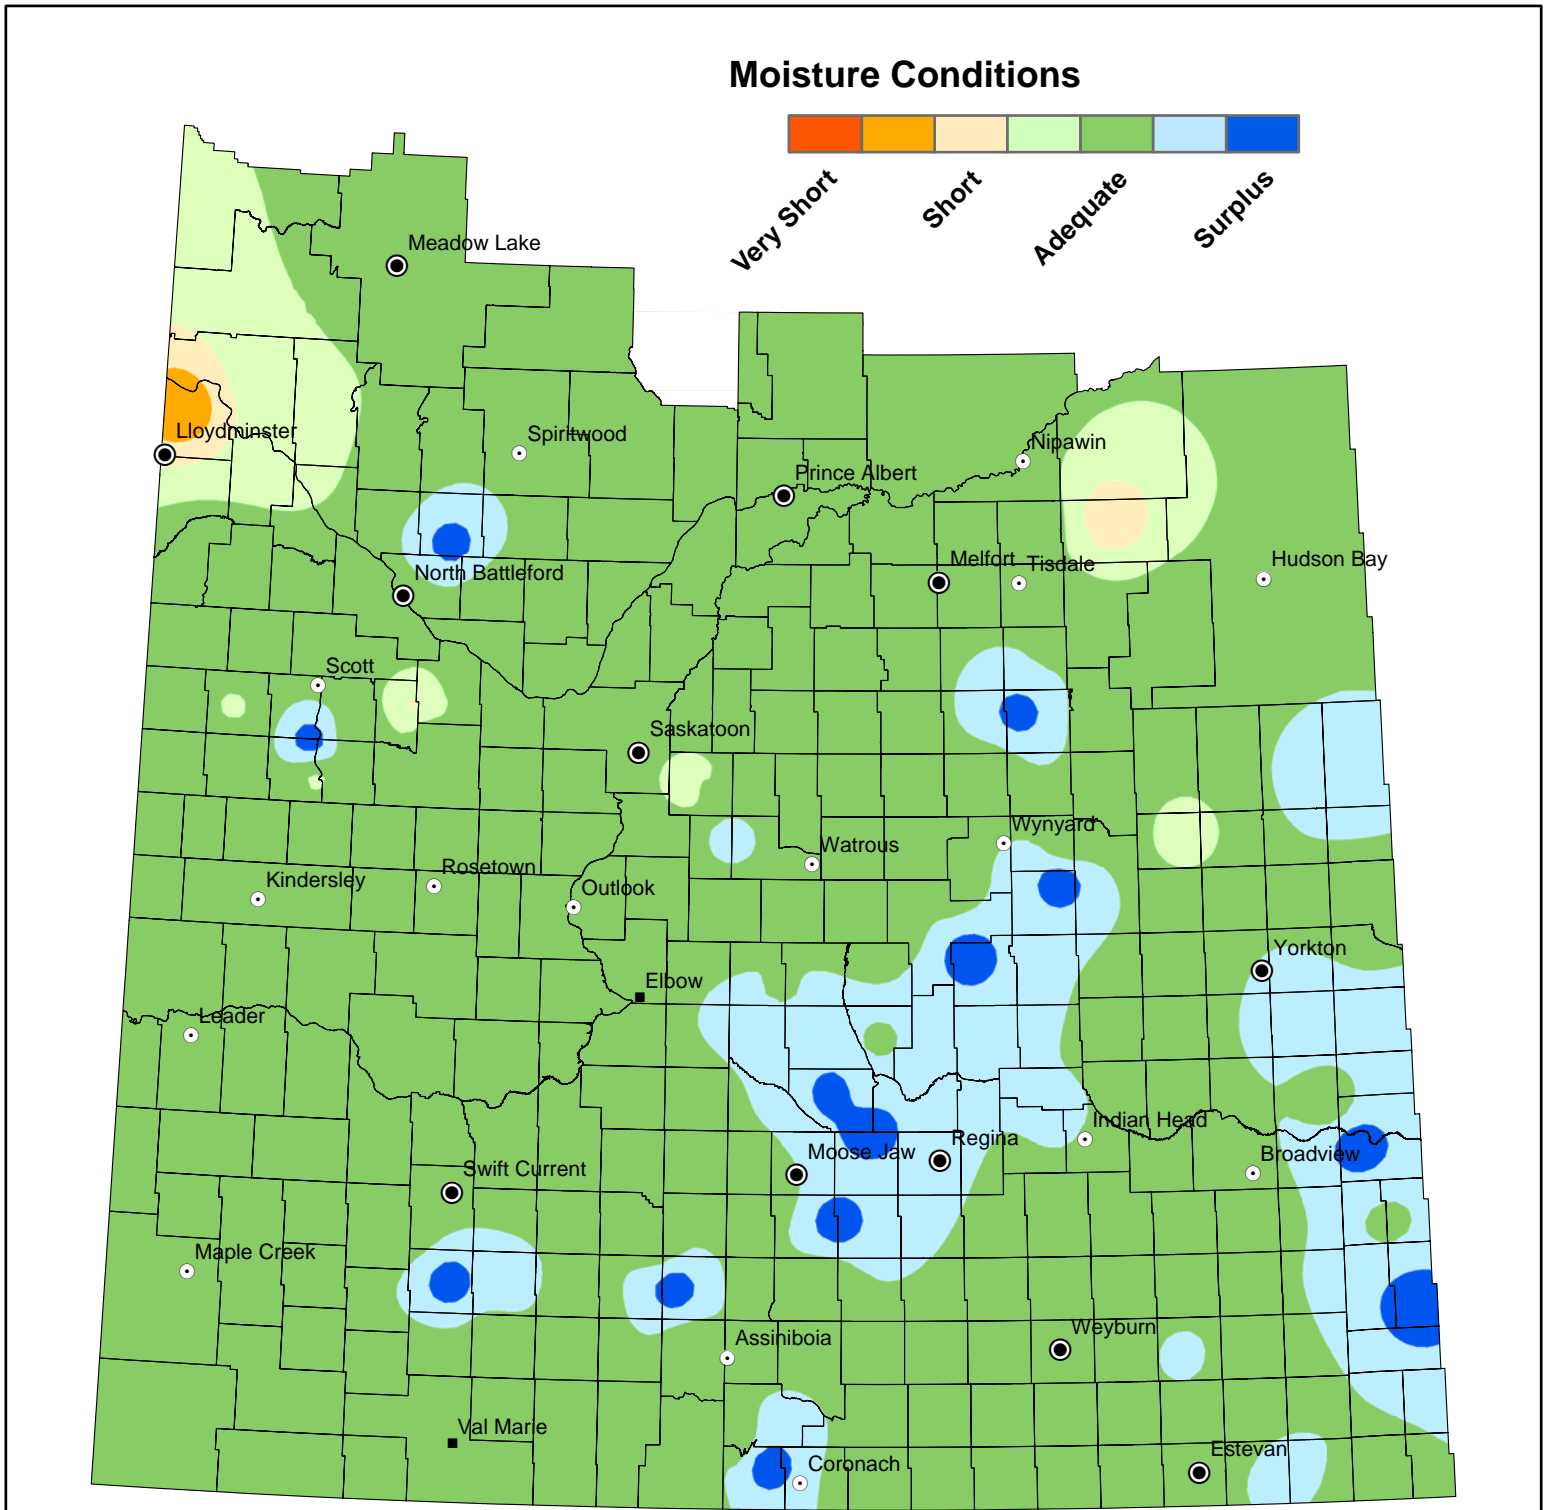 Moisture Conditions
Very Short
Short
Adequate
Surplus
Meadow Lake
Lloydminster
Spiritwood
Nipawin
Prince Albert
Melfort
Tisdale
Hudson Bay
North Battleford
Scott
Saskatoon
Wynyard
Watrous
Rosetown
Kindersley
Outlook
Yorkton
Elbow
Leader
Indian Head
Regina
Moose Jaw
Broadview
Swift Current
Maple Creek
Weyburn
Assiniboia
Val Marie
Estevan
Coronach